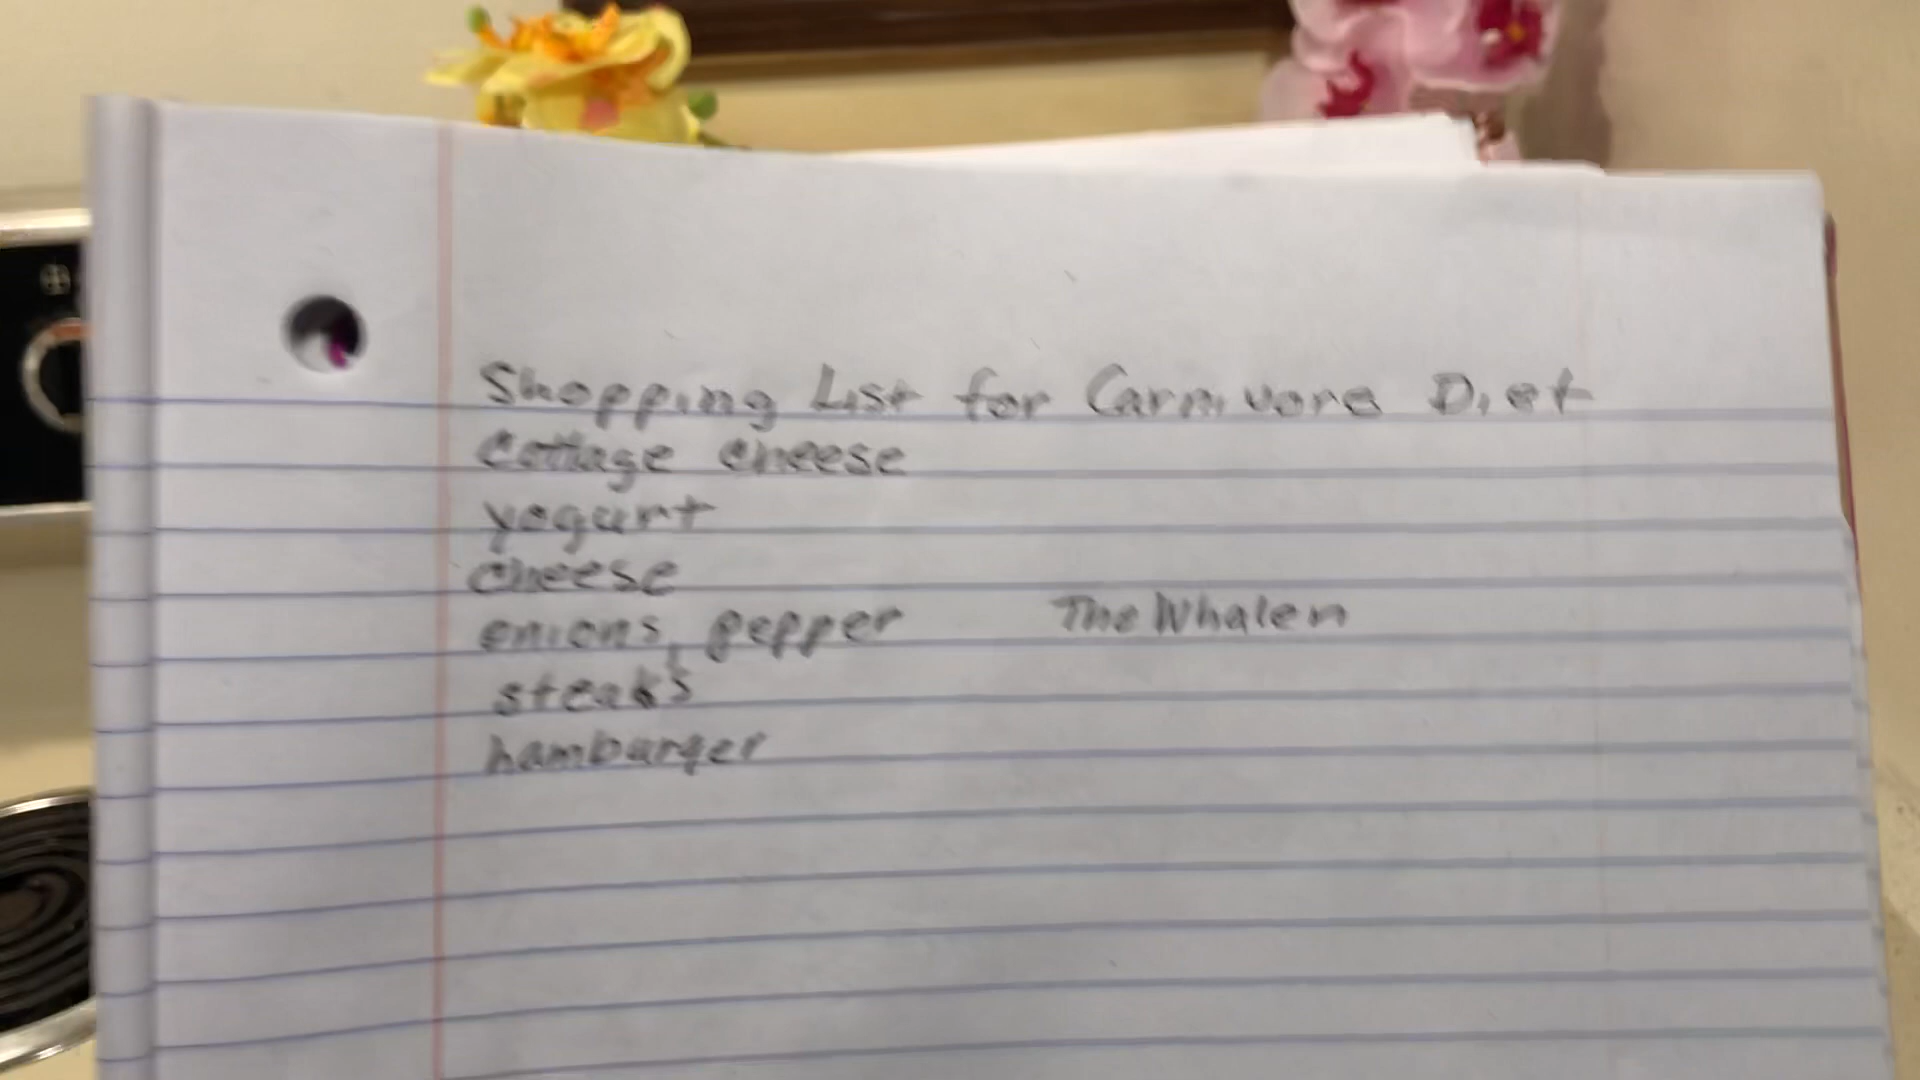 Shopping List for Carnivore Diet
Cottage cheese
yogurt
cheese
onions, pepper
The Whalen
steaks
hamburger